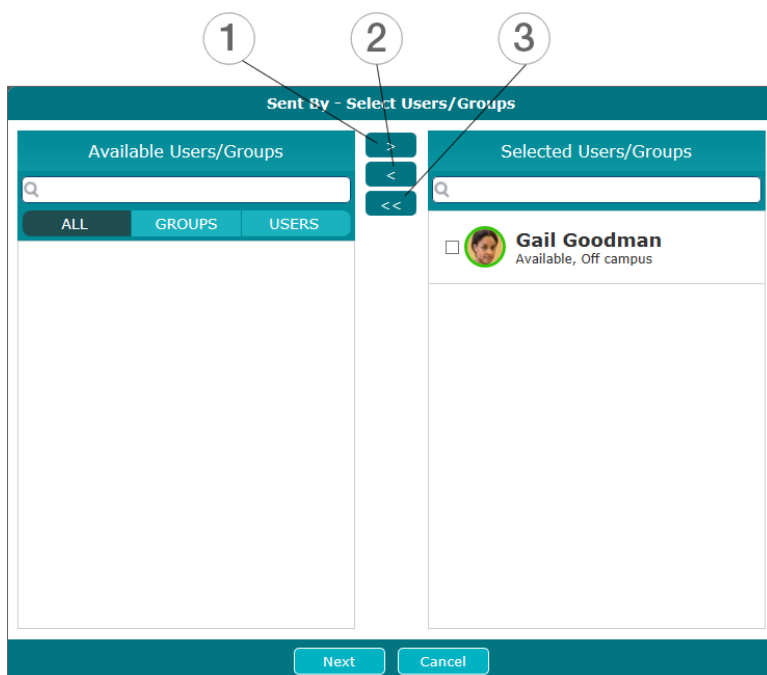 1 2 3
Sent By - Select Users/Groups
Available Users/Groups
ALL GROUPS USERS
>
<
<<
Selected Users/Groups
Gail Goodman
Available, Off campus
Next Cancel